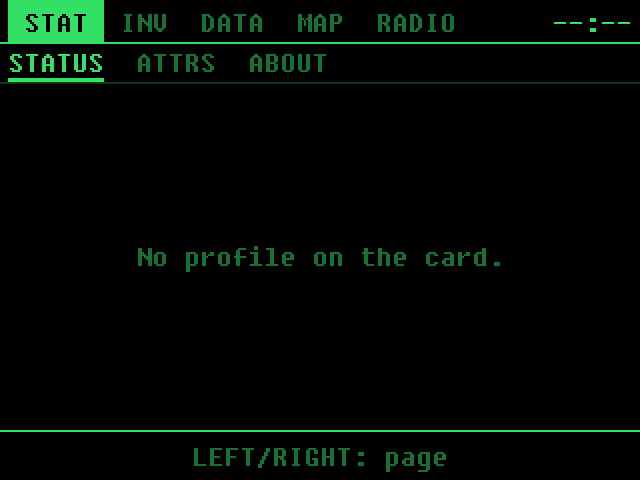 STAT INV DATA MAP RADIO --:--
STATUS ATTRS ABOUT
No profile on the card.
LEFT/RIGHT: page